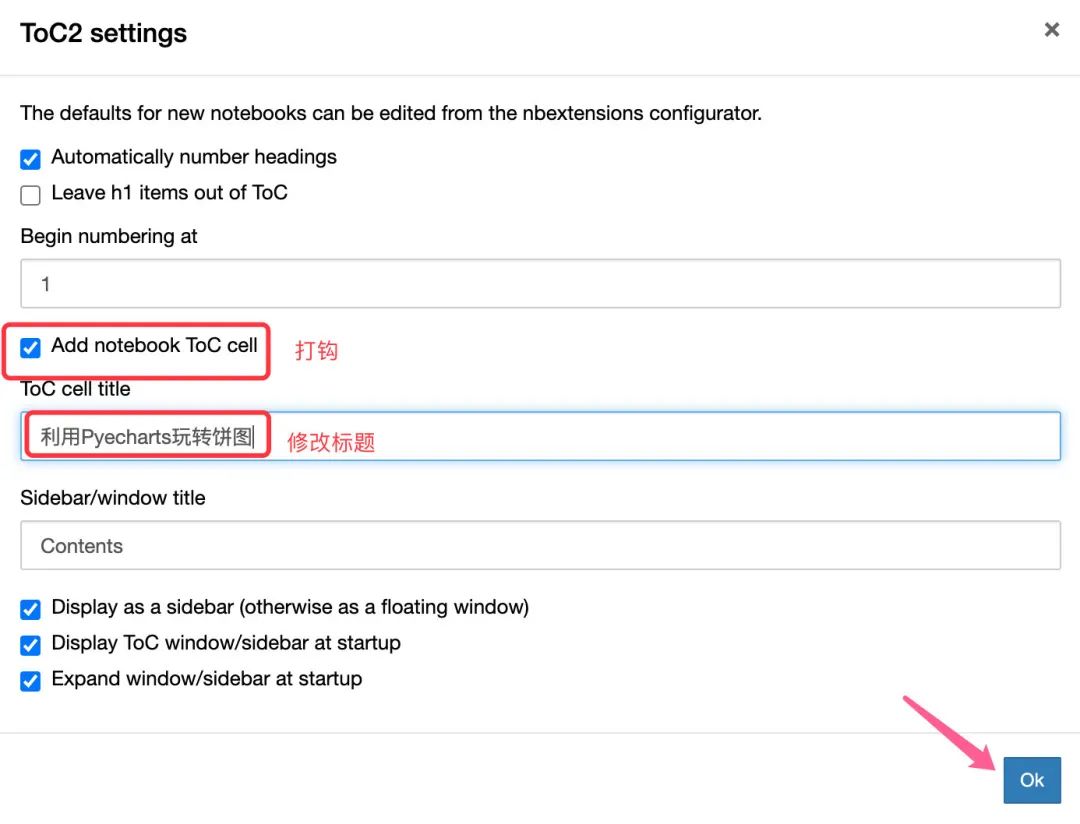 ToC2 settings
×
The defaults for new notebooks can be edited from the nbextensions configurator.
Automatically number headings
Leave h1 items out of ToC
Begin numbering at
1
Add notebook ToC cell 打钩
ToC cell title
利用Pyecharts玩转饼图 修改标题
Sidebar/window title
Contents
Display as a sidebar (otherwise as a floating window)
Display ToC window/sidebar at startup
Expand window/sidebar at startup
Ok